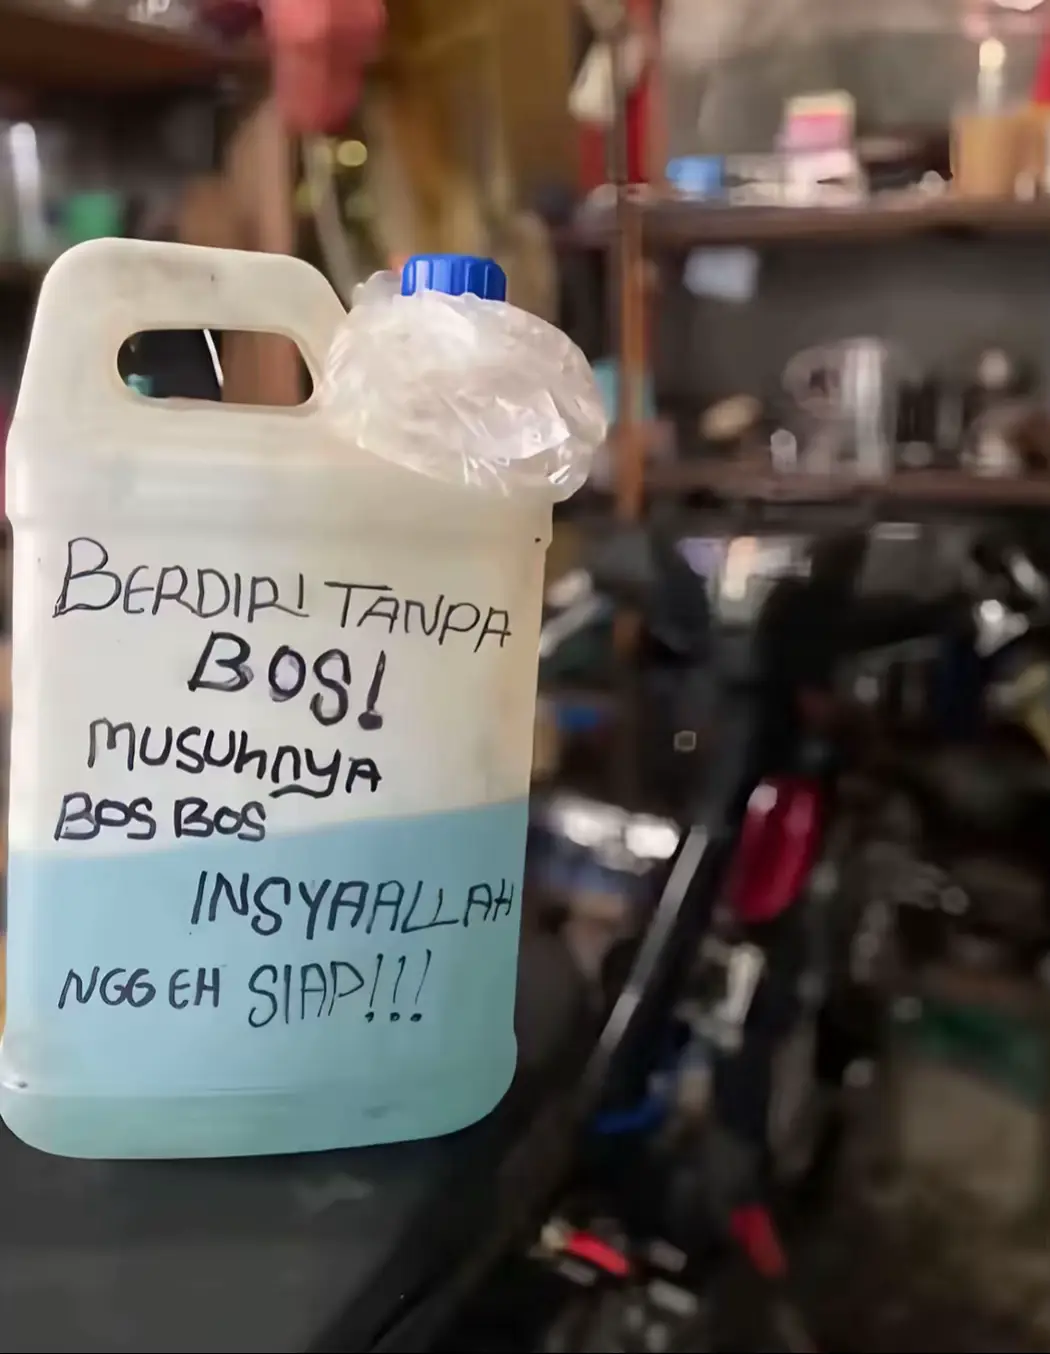 BERDIRI TANPA
BOS!
MUSUHNYA
BOS BOS
INSYAALLAH
NGGEH SIAP!!!